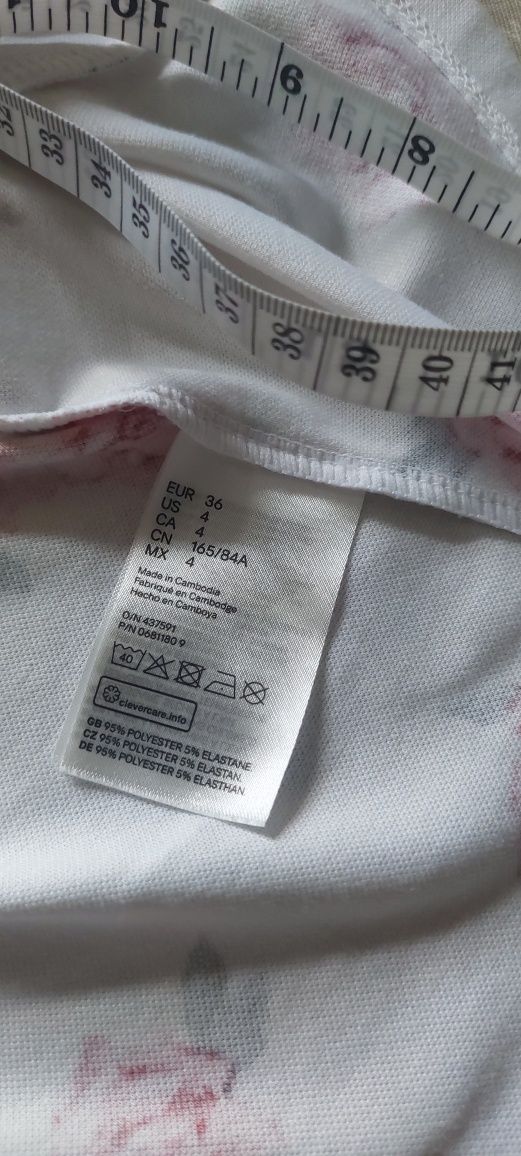 10 9 8
32 33 34 35 36 37 38 39 40 41
EUR 36
US 4
CA 4
CN 165/84A
MX 4
Made in Cambodia
Fabriqué en Cambodge
Hecho en Camboya
O/N 437591
P/N 0681180 9
40
clevercare.info
GB 95% POLYESTER 5% ELASTANE
CZ 95% POLYESTER 5% ELASTAN.
DE 95% POLYESTER 5% ELASTHAN